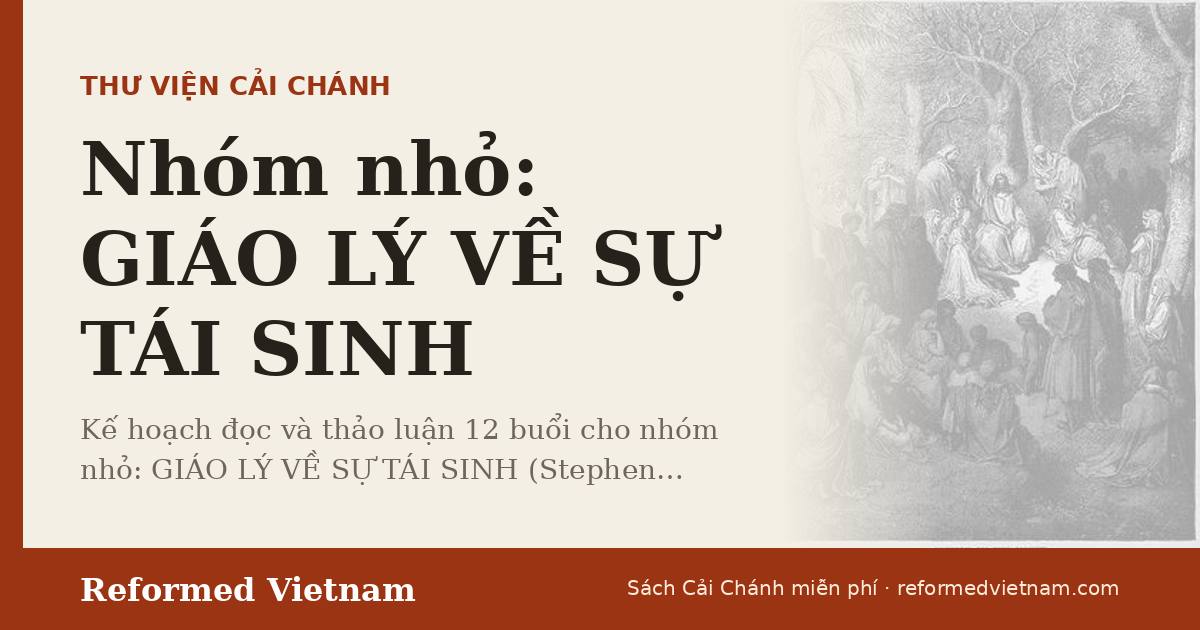 THƯ VIỆN CẢI CHÁNH
Nhóm nhỏ:
GIÁO LÝ VỀ SỰ
TÁI SINH
Kế hoạch đọc và thảo luận 12 buổi cho nhóm
nhỏ: GIÁO LÝ VỀ SỰ TÁI SINH (Stephen...
Reformed Vietnam
Sách Cải Chánh miễn phí · reformedvietnam.com